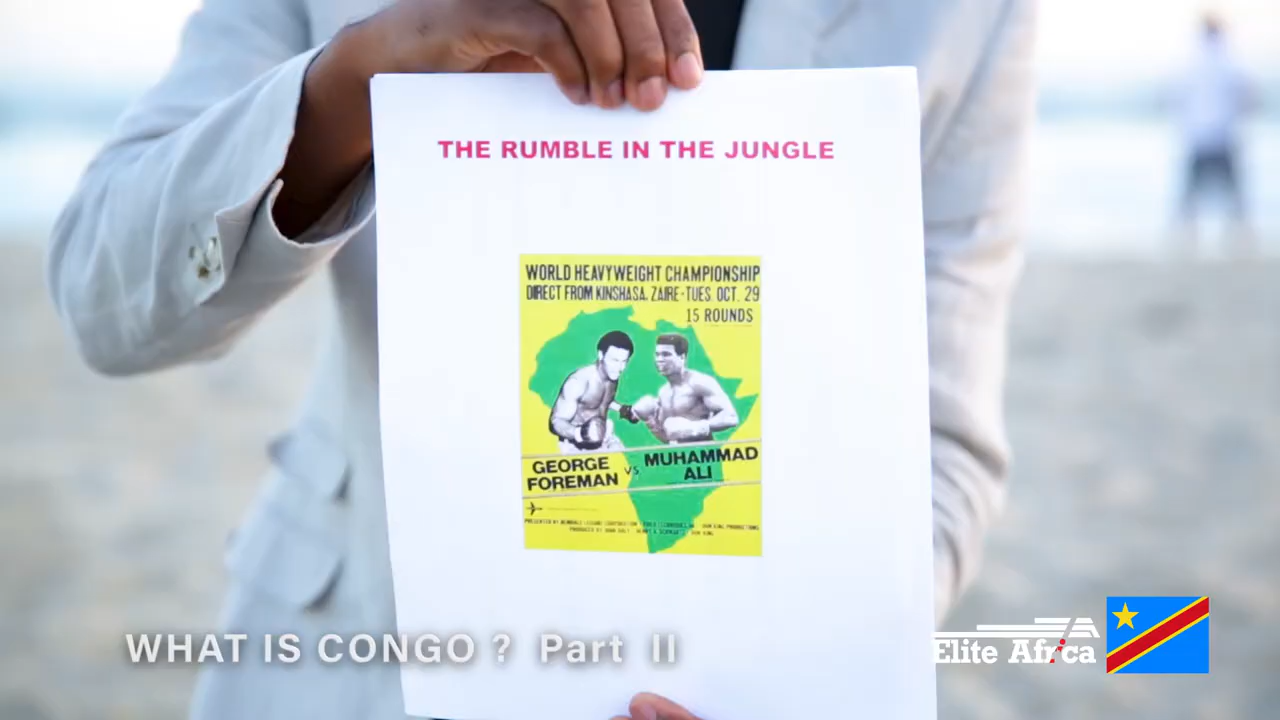 THE RUMBLE IN THE JUNGLE
WORLD HEAVYWEIGHT CHAMPIONSHIP
DIRECT FROM KINSHASA, ZAIRE-TUES. OCT. 29
15 ROUNDS
GEORGE FOREMAN
VS
MUHAMMAD ALI
WHAT IS CONGO ? Part II
Elite Africa